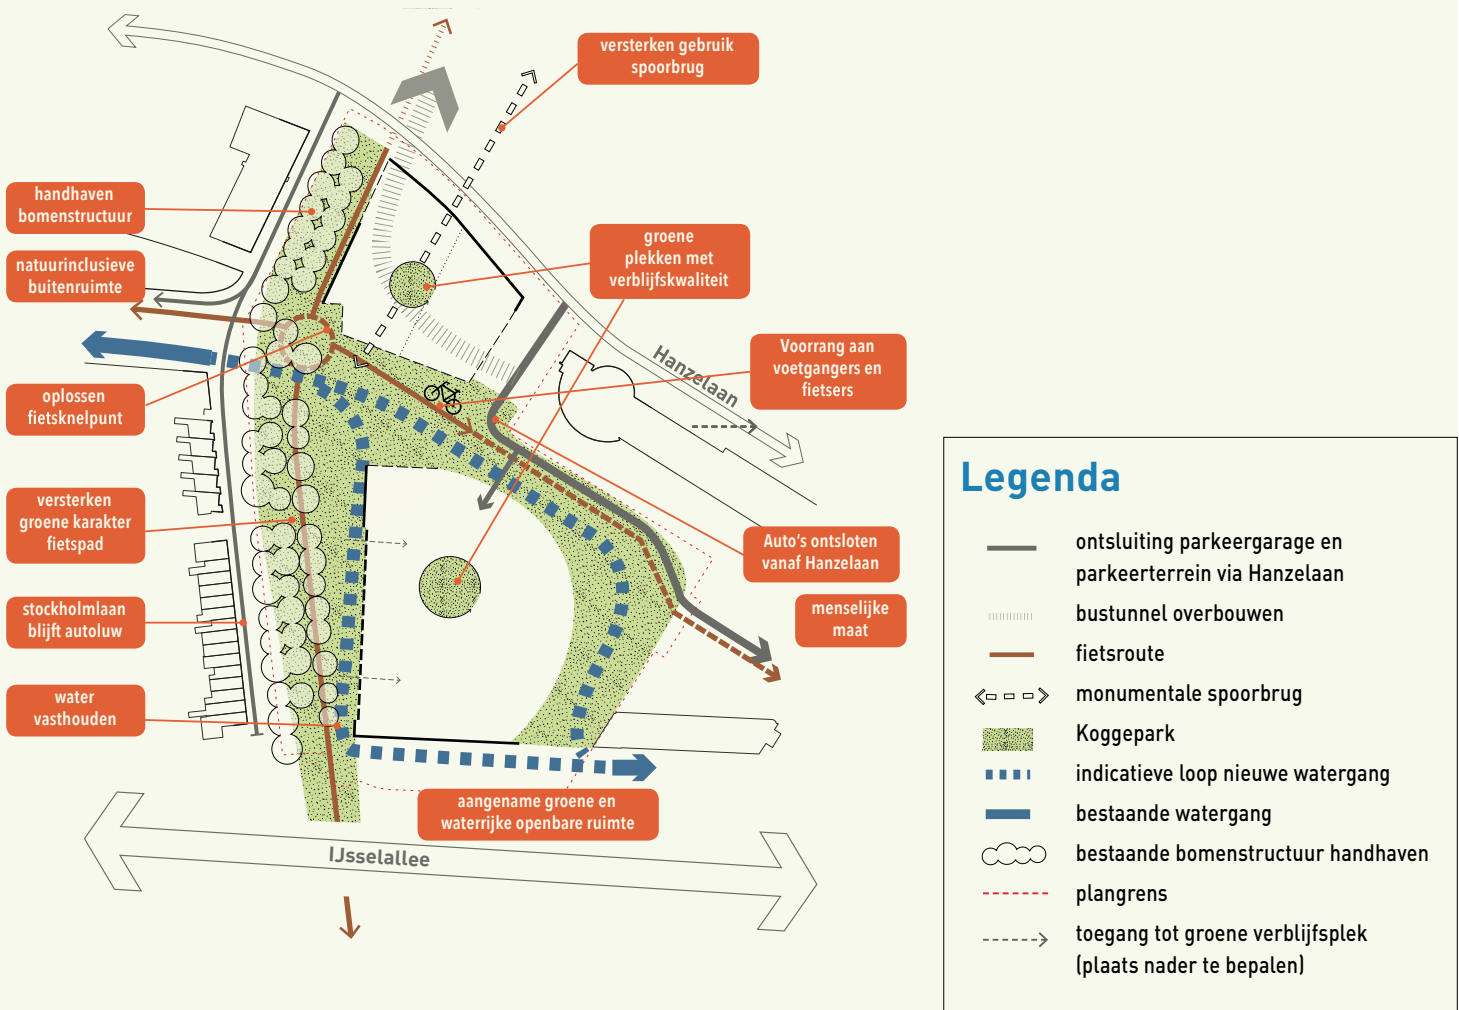 versterken gebruik
spoorbrug
handhaven
bomenstructuur
natuurinclusieve
buitenruimte
groene
plekken met
verblijfskwaliteit
Voorrang aan
voetgangers en
fietsers
Hanzelaan
oplossen
fietsknelpunt
versterken
groene karakter
fietspad
Auto's ontsloten
vanaf Hanzelaan
stockholmlaan
blijft autoluw
menselijke
maat
water
vasthouden
aangename groene en
waterrijke openbare ruimte
IJsselallee
Legenda
ontsluiting parkeergarage en
parkeerterrein via Hanzelaan
bustunnel overbouwen
fietsroute
monumentale spoorbrug
Koggepark
indicatieve loop nieuwe watergang
bestaande watergang
bestaande bomenstructuur handhaven
plangrens
toegang tot groene verblijfsplek
(plaats nader te bepalen)